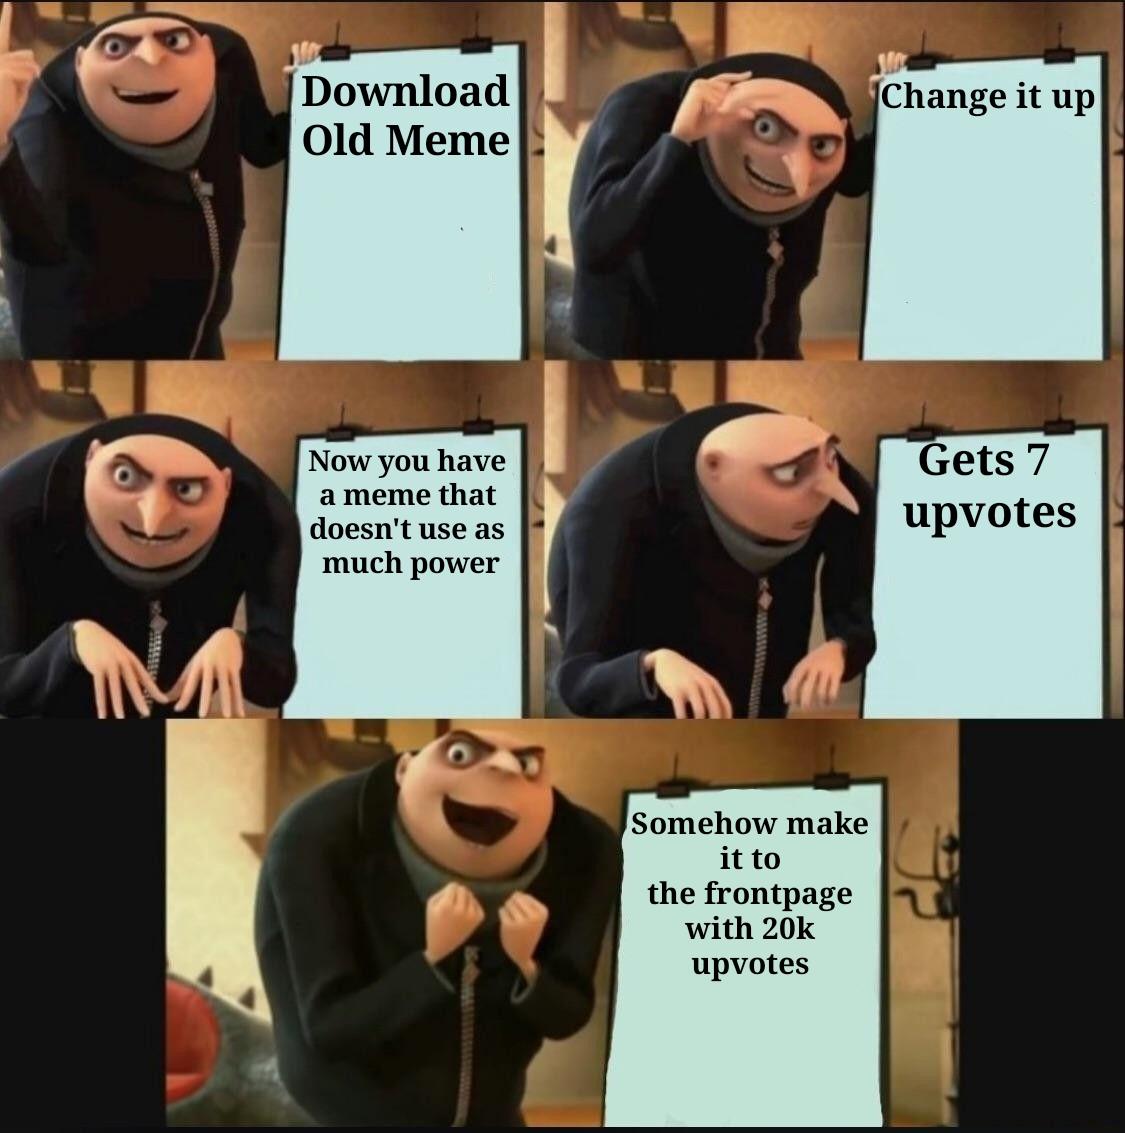 Download
Old Meme
Change it up
Now you have
a meme that
doesn't use as
much power
Gets 7
upvotes
Somehow make
it to
the frontpage
with 20k
upvotes